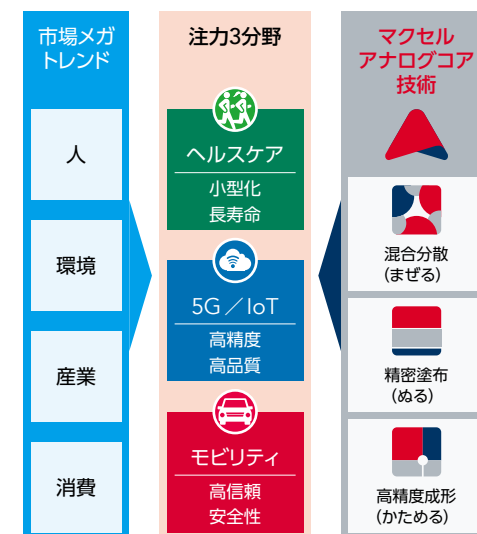 市場メガ
トレンド
人
環境
産業
消費
注力3分野
ヘルスケア
小型化
長寿命
5G／IoT
高精度
高品質
モビリティ
高信頼
安全性
マクセル
アナログコア
技術
混合分散
(まぜる)
精密塗布
(ぬる)
高精度成形
(かためる)